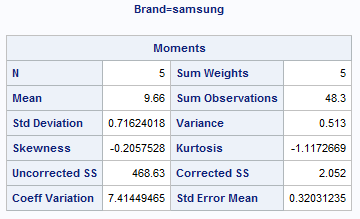 Brand=samsung
Moments
N 5 Sum Weights 5
Mean 9.66 Sum Observations 48.3
Std Deviation 0.71624018 Variance 0.513
Skewness -0.2057528 Kurtosis -1.1172669
Uncorrected SS 468.63 Corrected SS 2.052
Coeff Variation 7.41449465 Std Error Mean 0.32031235